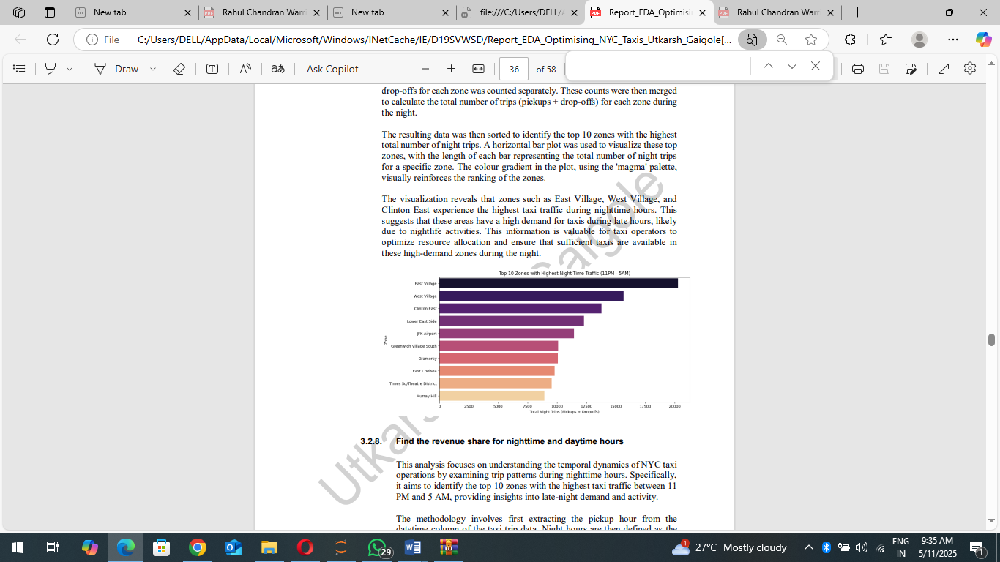 New tab
Rahul Chandran Warr
New tab
file:///C:/Users/DELL/
Report_EDA_Optimisi
Rahul Chandran Warr
File
C:/Users/DELL/AppData/Local/Microsoft/Windows/INetCache/IE/D19SVWSD/Report_EDA_Optimising_NYC_Taxis_Utkarsh_Gaigole[...
Draw
Ask Copilot
36
of 58
drop-offs for each zone was counted separately. These counts were then merged
to calculate the total number of trips (pickups + drop-offs) for each zone during
the night.
The resulting data was then sorted to identify the top 10 zones with the highest
total number of night trips. A horizontal bar plot was used to visualize these top
zones, with the length of each bar representing the total number of night trips
for a specific zone. The colour gradient in the plot, using the 'magma' palette,
visually reinforces the ranking of the zones.
The visualization reveals that zones such as East Village, West Village, and
Clinton East experience the highest taxi traffic during nighttime hours. This
suggests that these areas have a high demand for taxis during late hours, likely
due to nightlife activities. This information is valuable for taxi operators to
optimize resource allocation and ensure that sufficient taxis are available in
these high-demand zones during the night.
Top 10 Zones with Highest Night-Time Traffic (11PM - 5AM)
Zone
East Village
West Village
Clinton East
Lower East Side
JFK Airport
Greenwich Village South
Gramercy
East Chelsea
Times Sq/Theatre District
Murray Hill
0 2500 5000 7500 10000 12500 15000 17500 20000
Total Night Trips (Pickups + Dropoffs)
3.2.8. Find the revenue share for nighttime and daytime hours
This analysis focuses on understanding the temporal dynamics of NYC taxi
operations by examining trip patterns during nighttime hours. Specifically,
it aims to identify the top 10 zones with the highest taxi traffic between 11
PM and 5 AM, providing insights into late-night demand and activity.
The methodology involves first extracting the pickup hour from the
datetime column of the taxi trip data. Night hours are then defined as the
Gaigole
29
1
27°C Mostly cloudy
ENG
IN
9:35 AM
5/11/2025
1